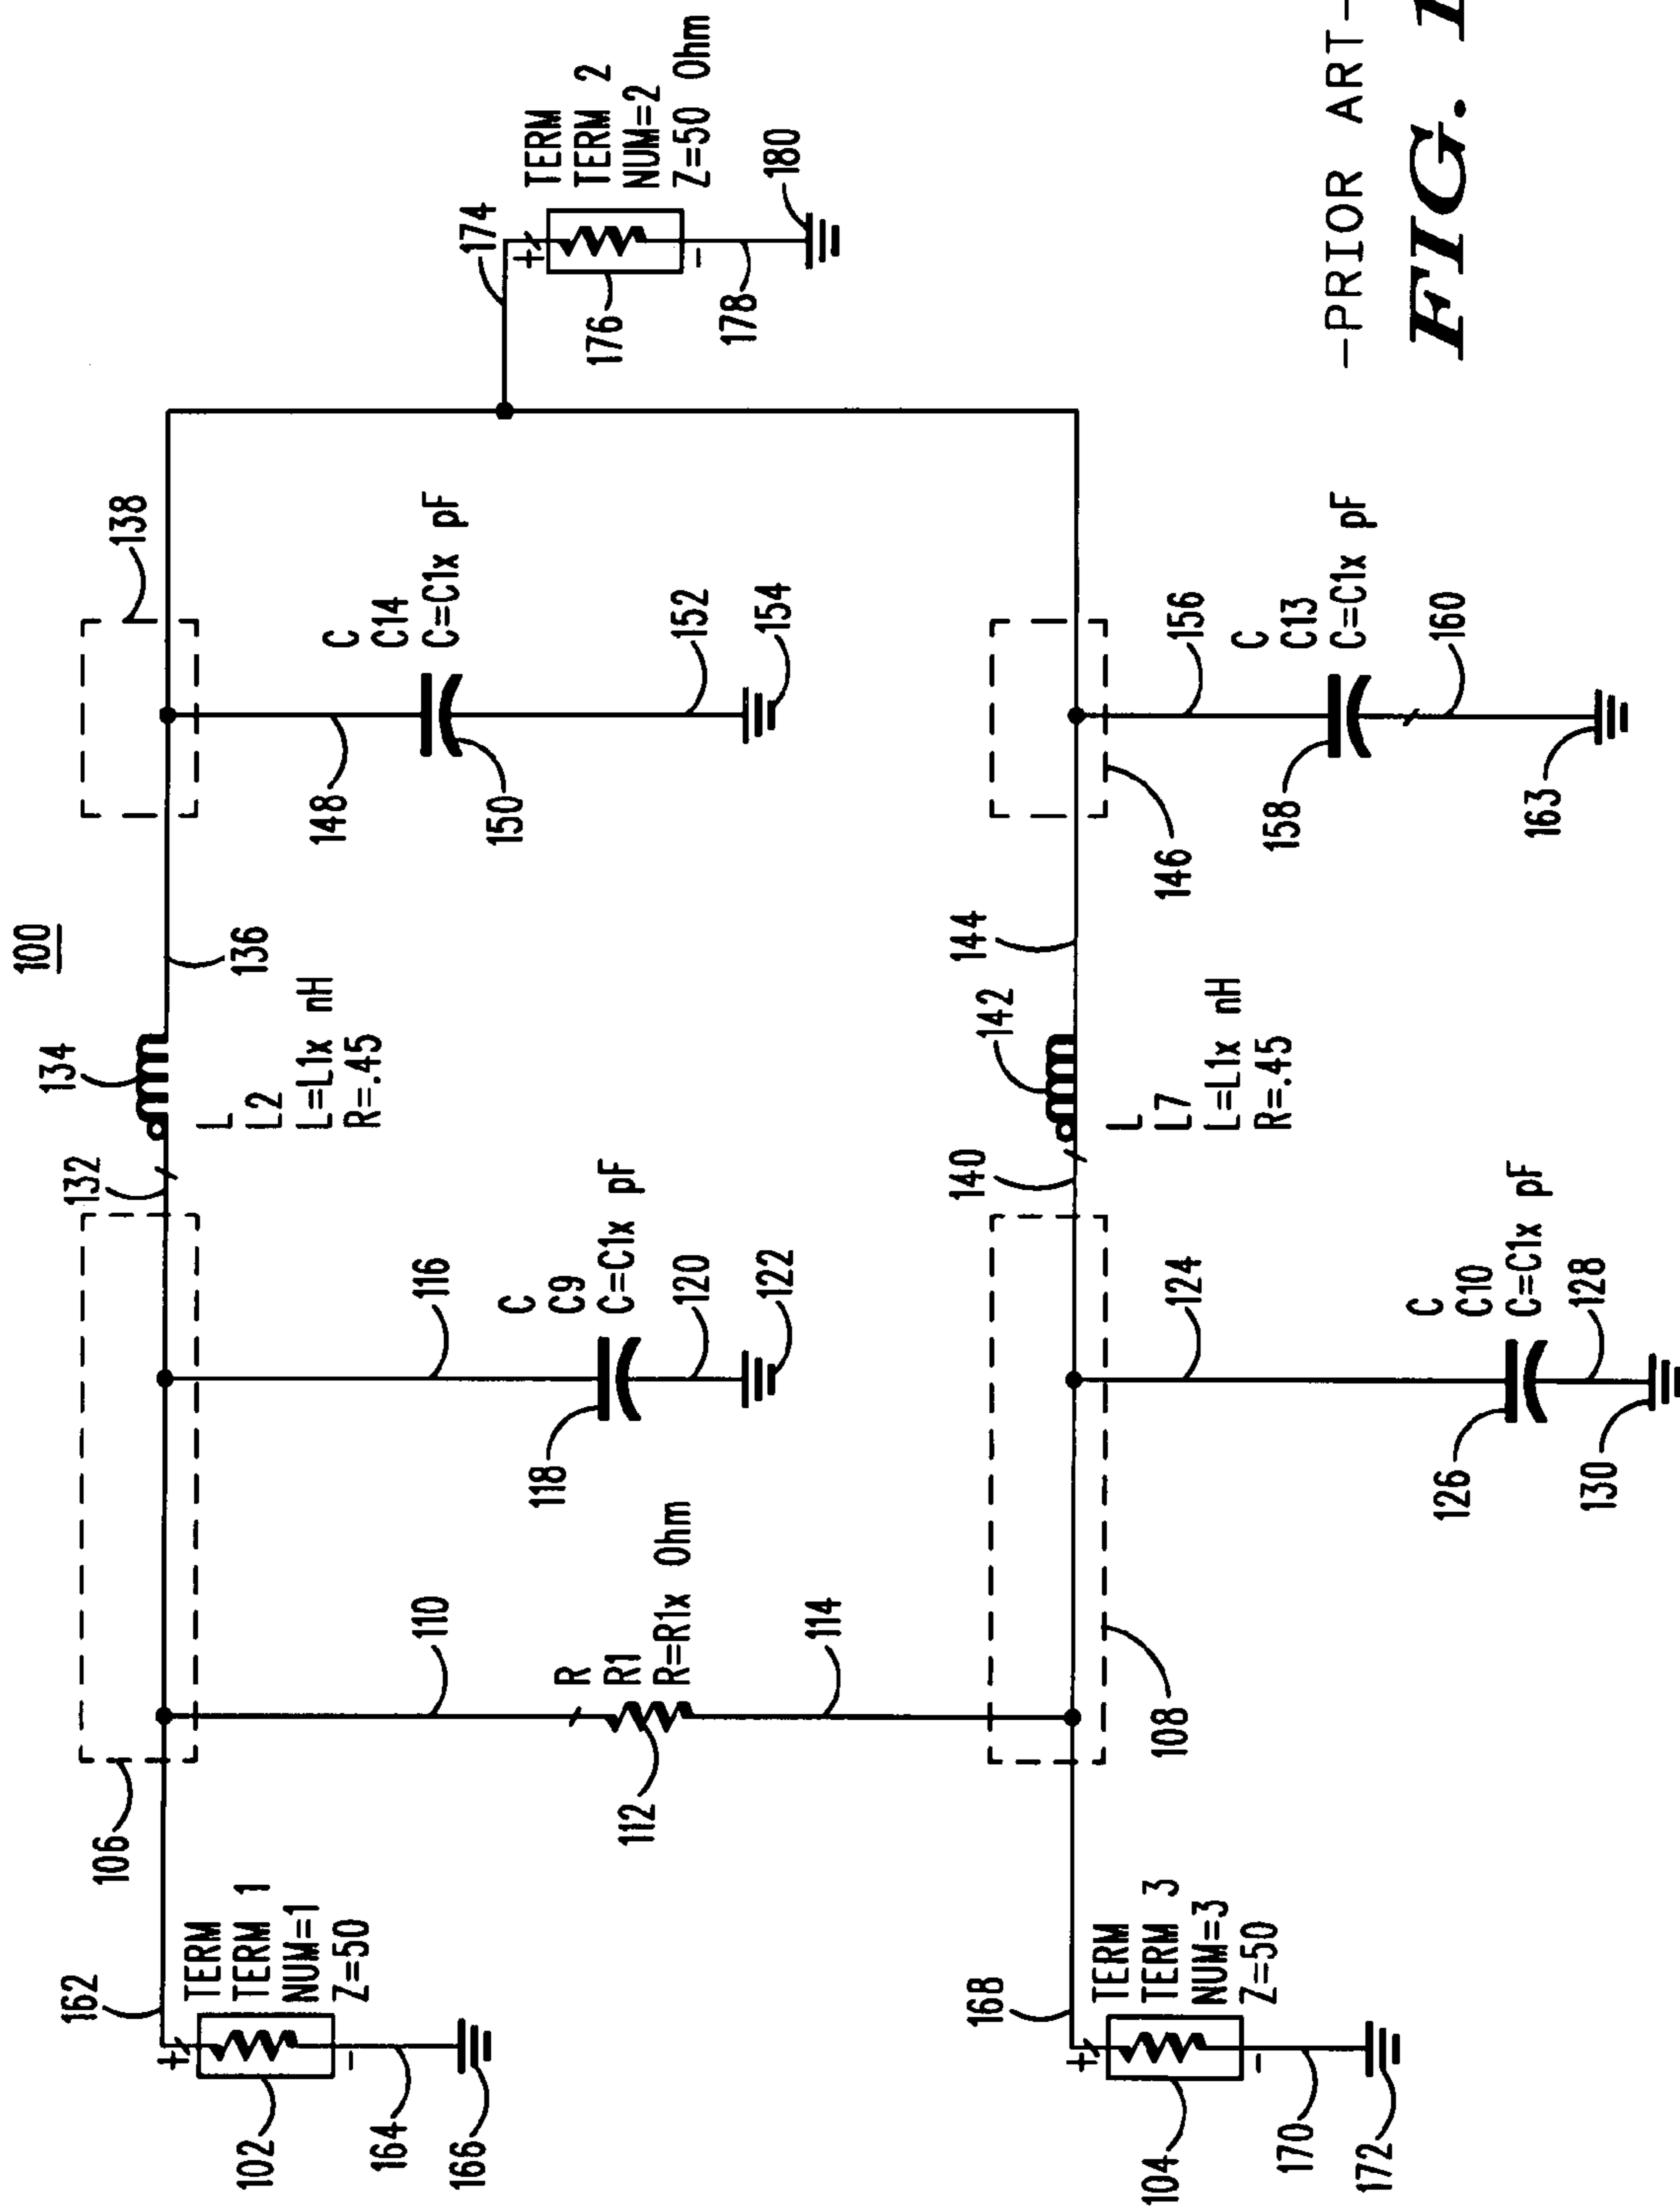 100
162
TERM
TERM 1
NUM=1
Z=50
102
164
166
106
110
R
R1
R=R1x Ohm
112
114
116
C
C9
C=C1x pF
118
120
122
132
134
L
L2
L=L1x nH
R=.45
136
138
148
C
C14
C=C1x pF
150
152
154
174
TERM
TERM 2
NUM=2
Z=50 Ohm
176
178
180
168
TERM
TERM 3
NUM=3
Z=50
104
170
172
108
124
C
C10
C=C1x pF
126
128
130
140
142
L
L7
L=L1x nH
R=.45
144
146
156
C
C13
C=C1x pF
158
160
163
+
-
+
-
+
-
-PRIOR ART-
FIG. 1